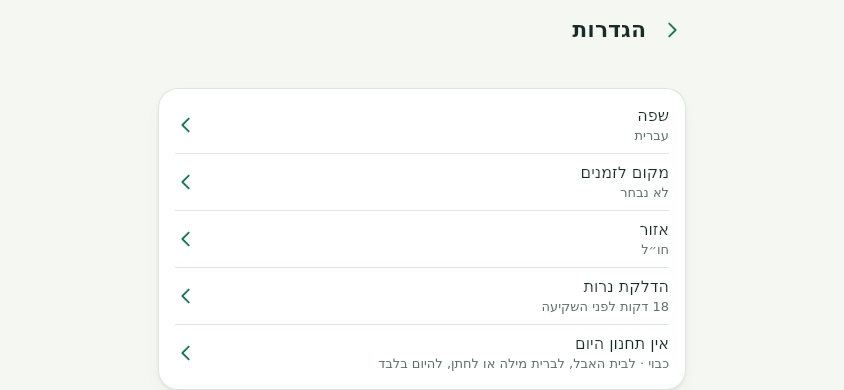 הגדרות
שפה
עברית
מקום לזמנים
לא נבחר
אזור
חו״ל
הדלקת נרות
18 דקות לפני השקיעה
אין תחנון היום
כבוי · לבית האבל, לברית מילה או לחתן, להיום בלבד